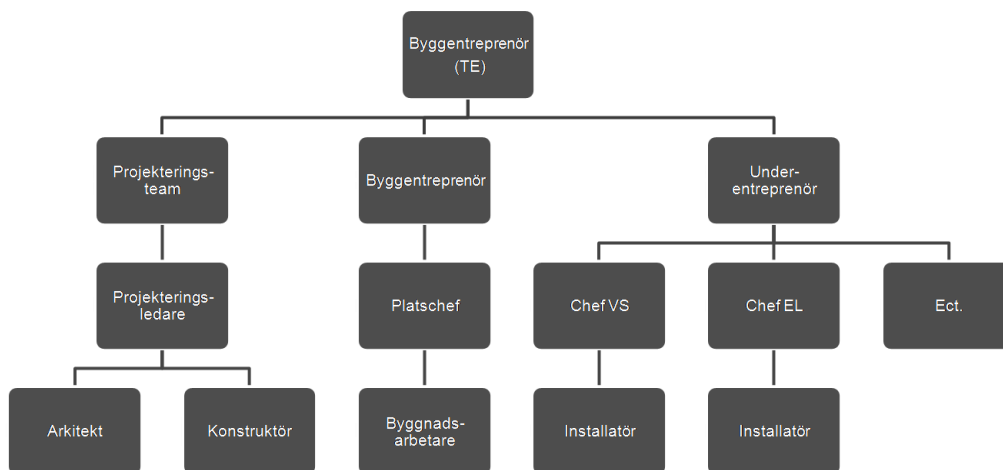 Byggentreprenör
(TE)
Projekterings-
team
Byggentreprenör
Under-
entreprenör
Projekterings-
ledare
Platschef
Chef VS
Chef EL
Ect.
Arkitekt
Konstruktör
Byggnads-
arbetare
Installatör
Installatör